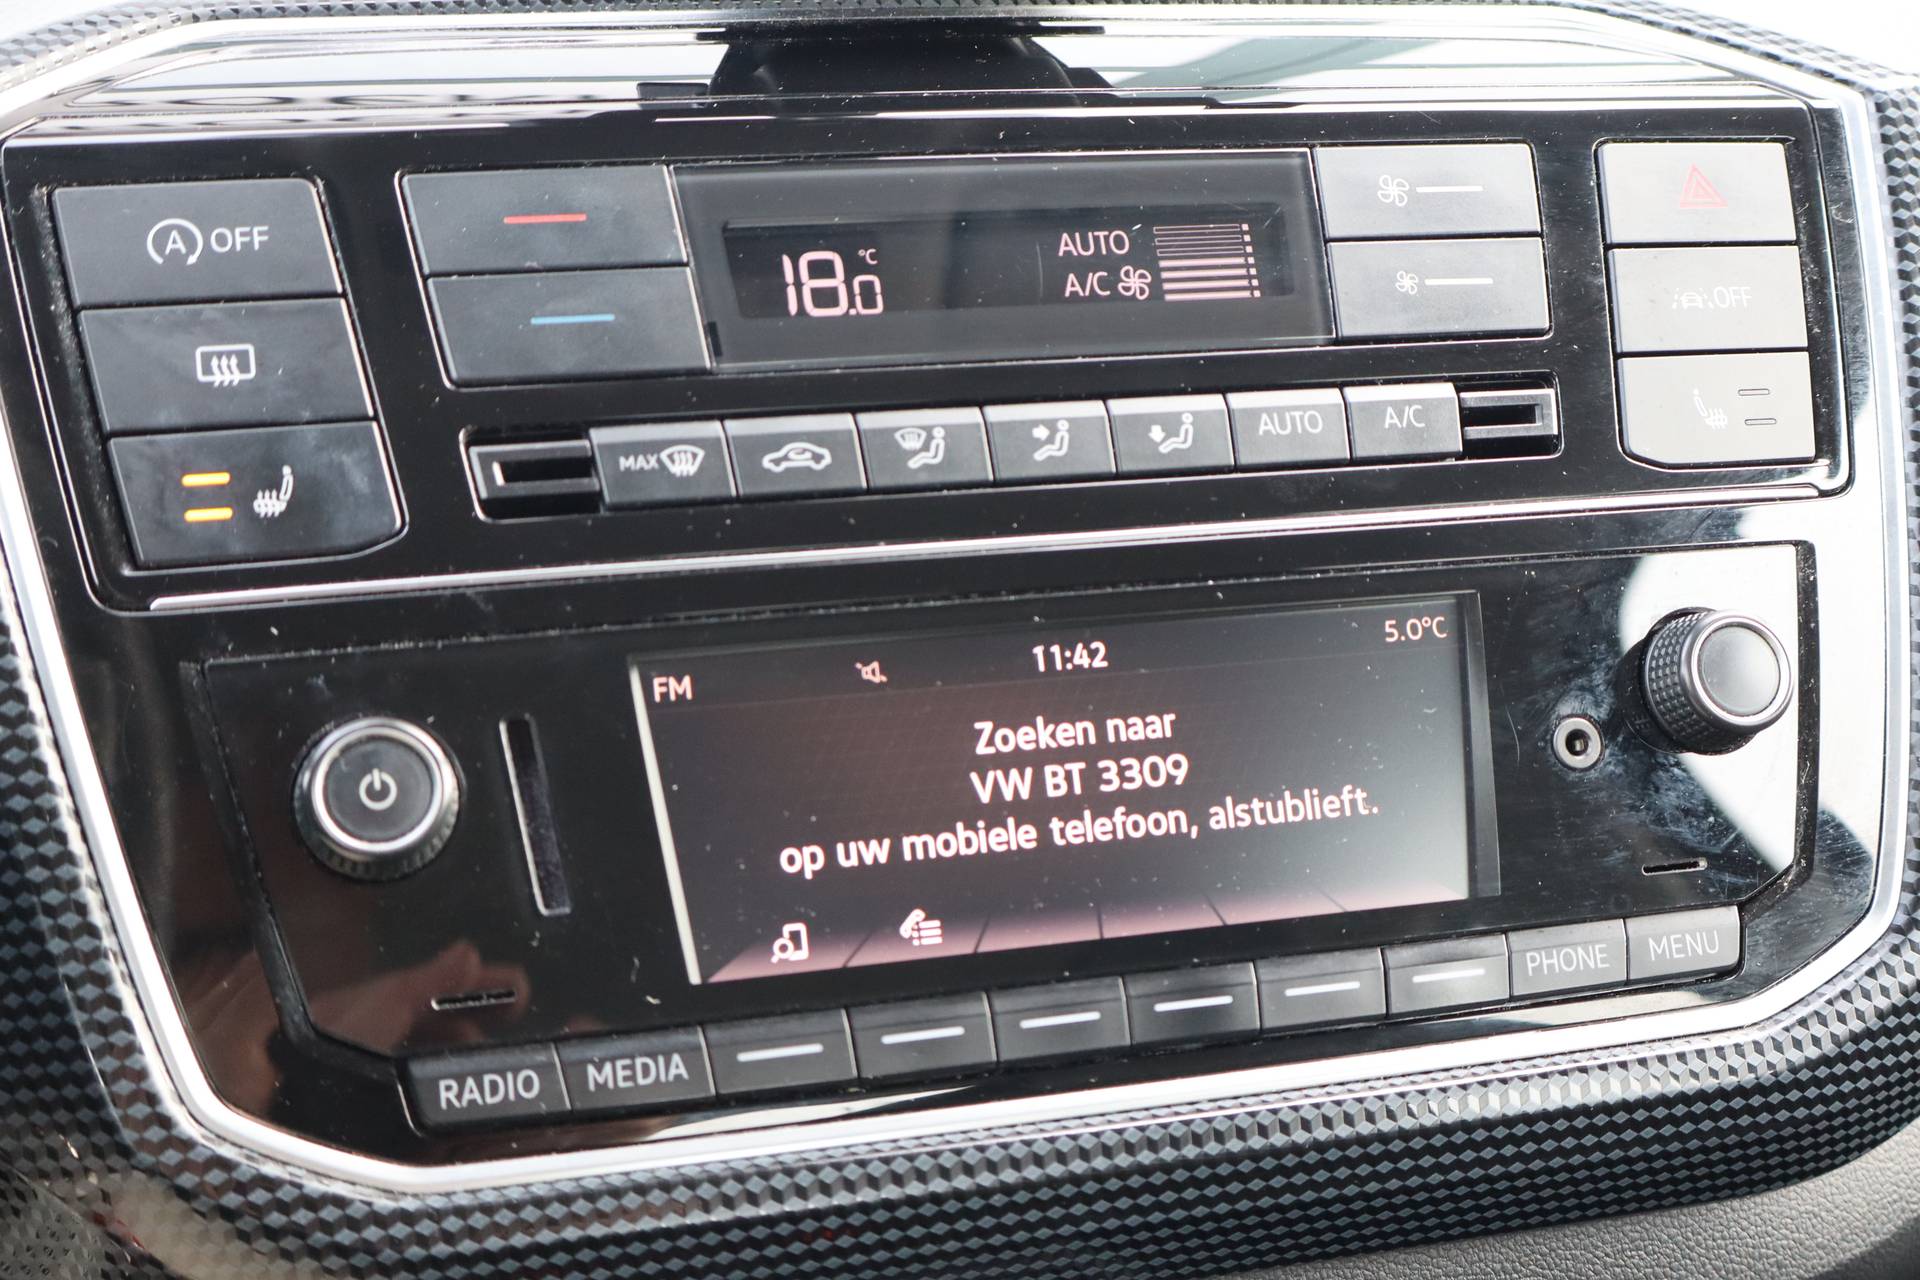 OFF
18.0 °C
AUTO
A/C
OFF
MAX
AUTO
A/C
FM
11:42
5.0°C
Zoeken naar
VW BT 3309
op uw mobiele telefoon, alstublieft.
RADIO
MEDIA
PHONE
MENU